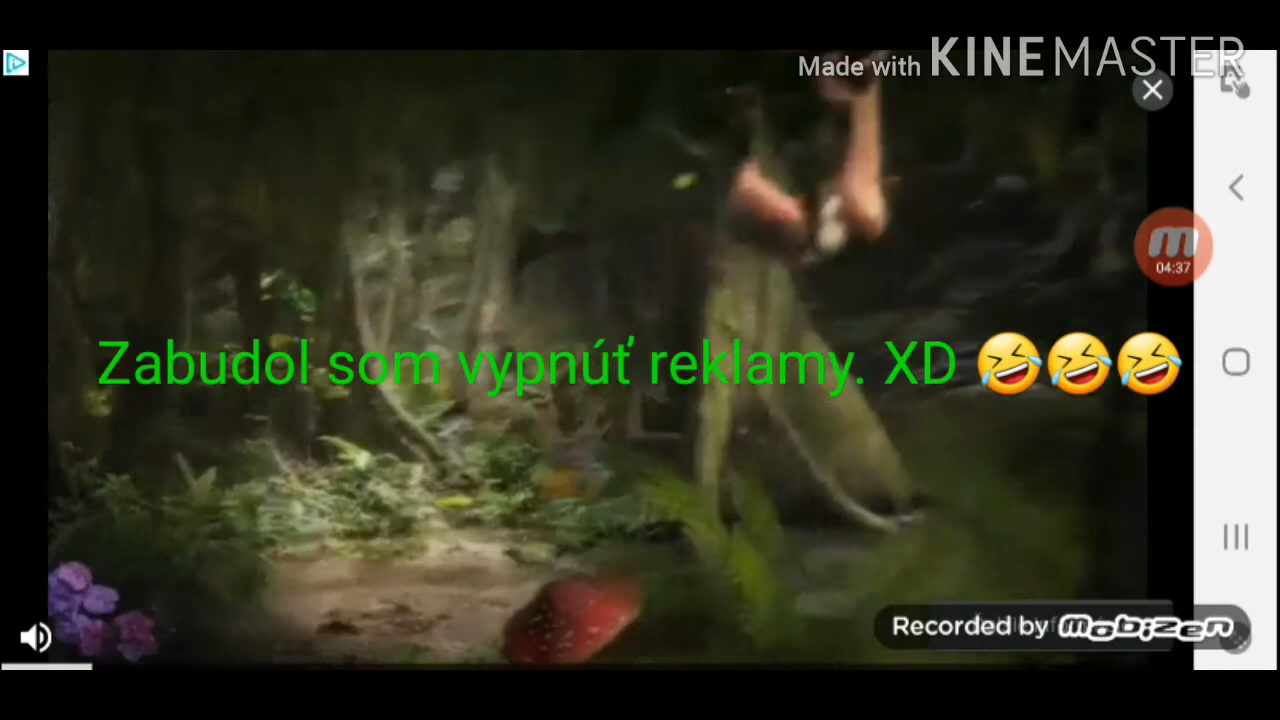 Made with KINEMASTER
04:37
Zabudol som vypnúť reklamy. XD 🤣🤣🤣
Recorded by mobizen